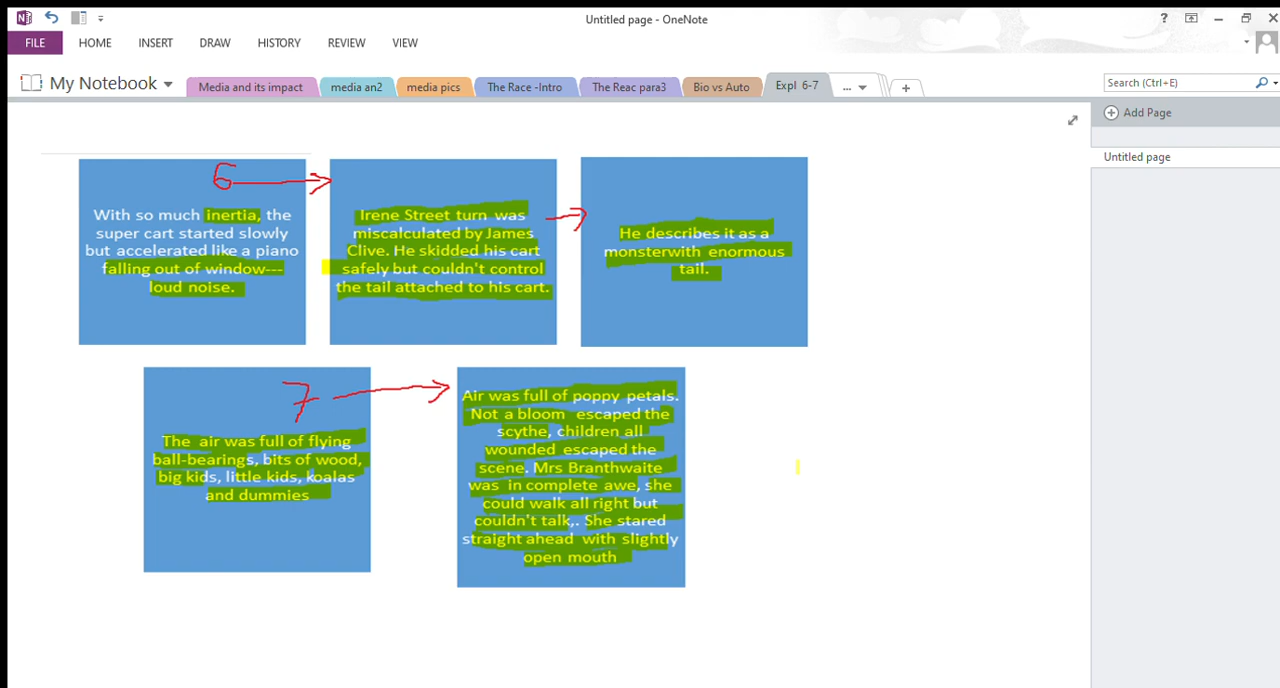 Untitled page - OneNote
?
FILE HOME INSERT DRAW HISTORY REVIEW VIEW
My Notebook
Media and its impact
media an2
media pics
The Race -Intro
The Reac para3
Bio vs Auto
Expl 6-7
...
+
Search (Ctrl+E)
Add Page
Untitled page
6
With so much inertia, the
super cart started slowly
but accelerated like a piano
falling out of window---
loud noise.
Irene Street turn was
miscalculated by James
Clive. He skidded his cart
safely but couldn't control
the tail attached to his cart.
He describes it as a
monsterwith enormous
tail.
7
The air was full of flying
ball-bearings, bits of wood,
big kids, little kids, koalas
and dummies
Air was full of poppy petals.
Not a bloom escaped the
scythe, children all
wounded escaped the
scene. Mrs Branthwaite
was in complete awe, she
could walk all right but
couldn't talk,. She stared
straight ahead with slightly
open mouth